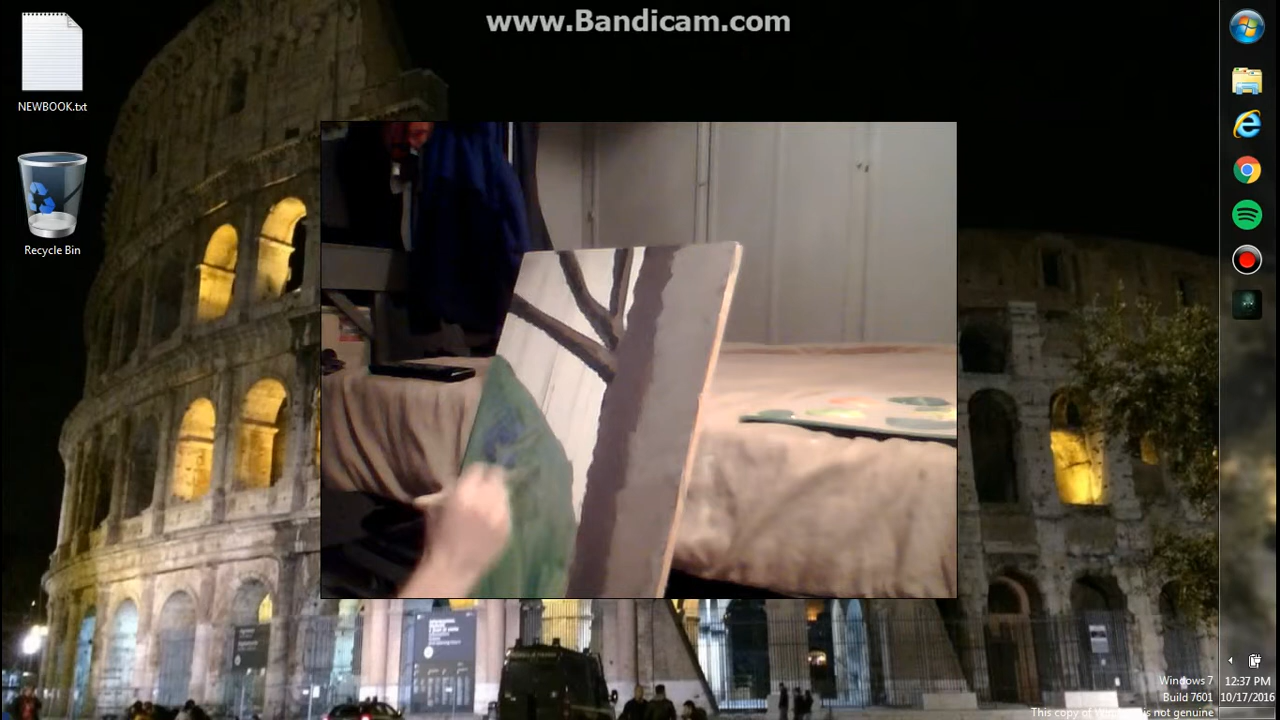 www.Bandicam.com
NEWBOOK.txt
Recycle Bin
12:37 PM
Windows 7
Build 7601
10/17/2016
This copy of is not genuine